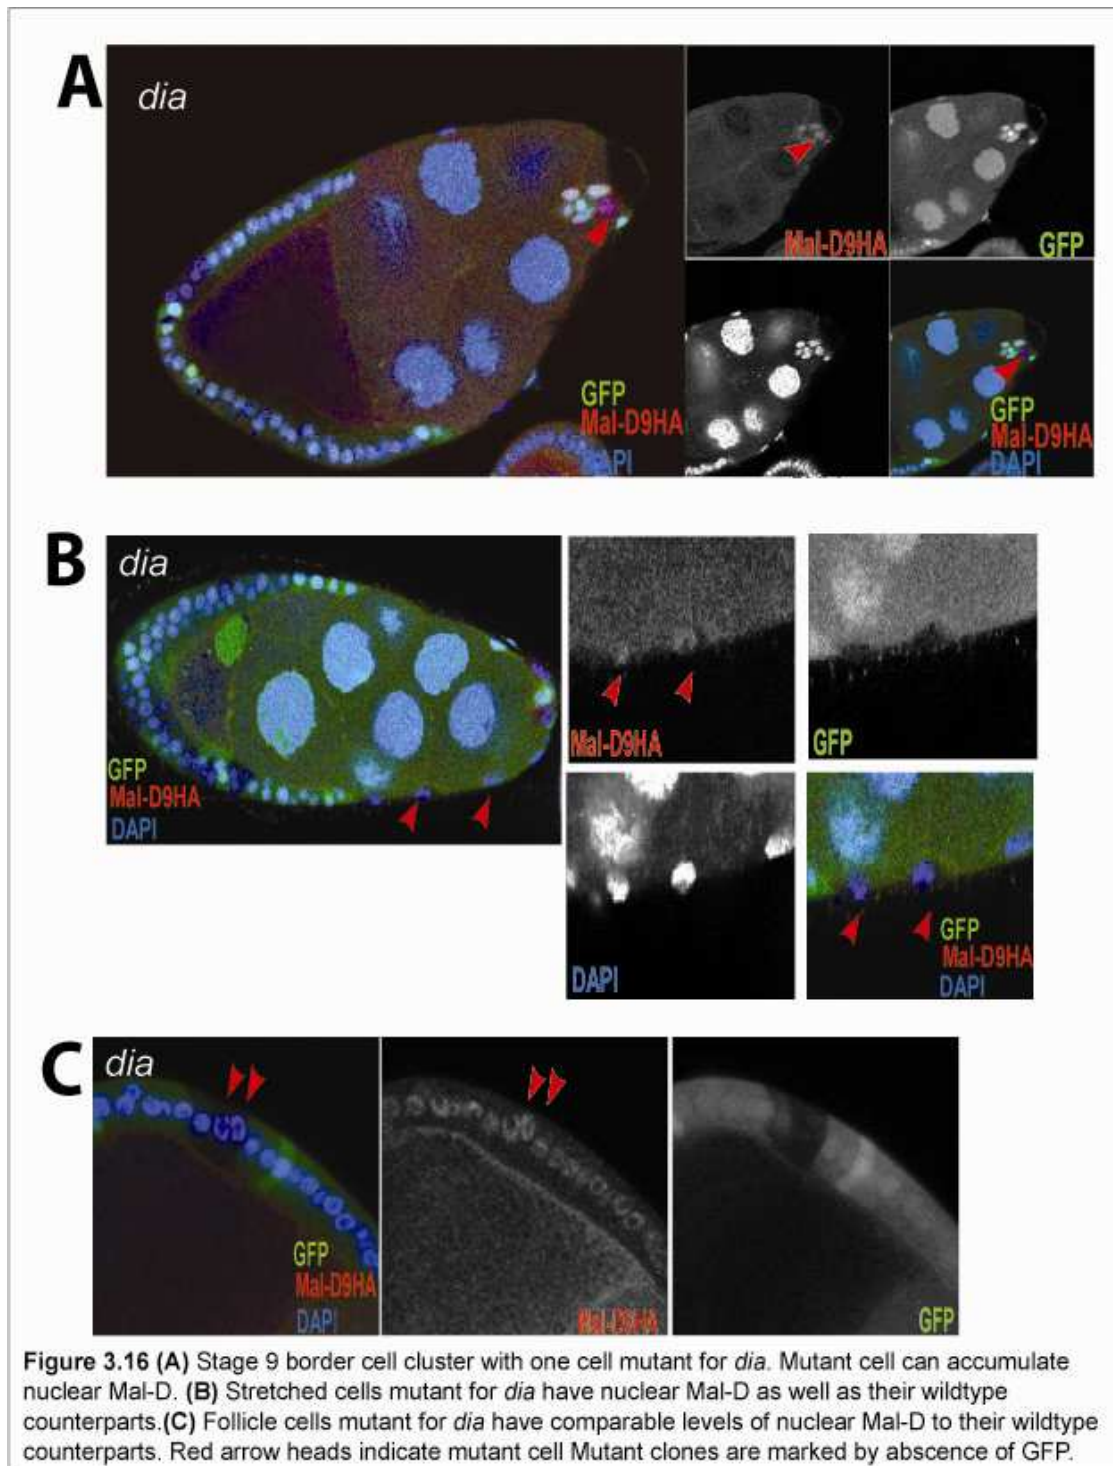 A
dia
GFP
Mal-D9HA
DAPI
Mal-D9HA
GFP
GFP
Mal-D9HA
DAPI
B
dia
GFP
Mal-D9HA
DAPI
Mal-D9HA
GFP
DAPI
GFP
Mal-D9HA
DAPI
C
dia
GFP
Mal-D9HA
DAPI
Mal-D9HA
GFP
Figure 3.16 (A) Stage 9 border cell cluster with one cell mutant for dia. Mutant cell can accumulate
nuclear Mal-D. (B) Stretched cells mutant for dia have nuclear Mal-D as well as their wildtype
counterparts.(C) Follicle cells mutant for dia have comparable levels of nuclear Mal-D to their wildtype
counterparts. Red arrow heads indicate mutant cell Mutant clones are marked by abscence of GFP.